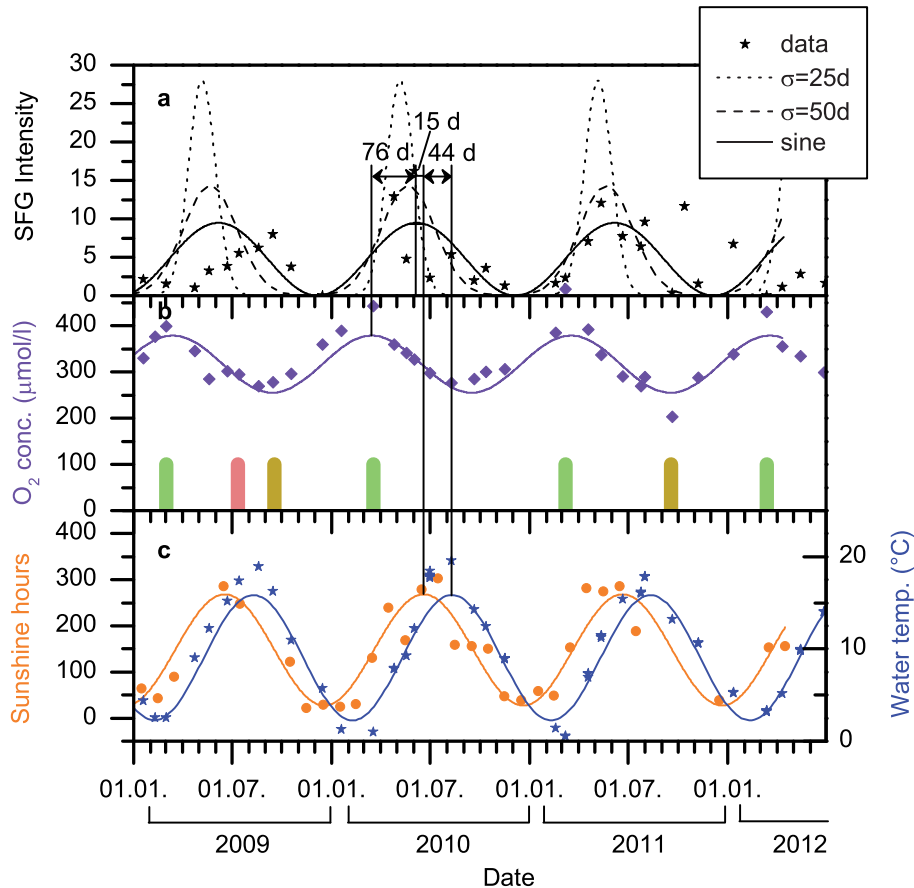 data
σ=25d
σ=50d
sine
SFG Intensity
30
25
20
15
10
5
0
a
15 d
76 d
44 d
O2 conc. (μmol/l)
400
300
200
100
0
b
Sunshine hours
400
300
200
100
0
c
Water temp. (°C)
20
10
0
01.01.
01.07.
01.01.
01.07.
01.01.
01.07.
01.01.
2009
2010
2011
2012
Date